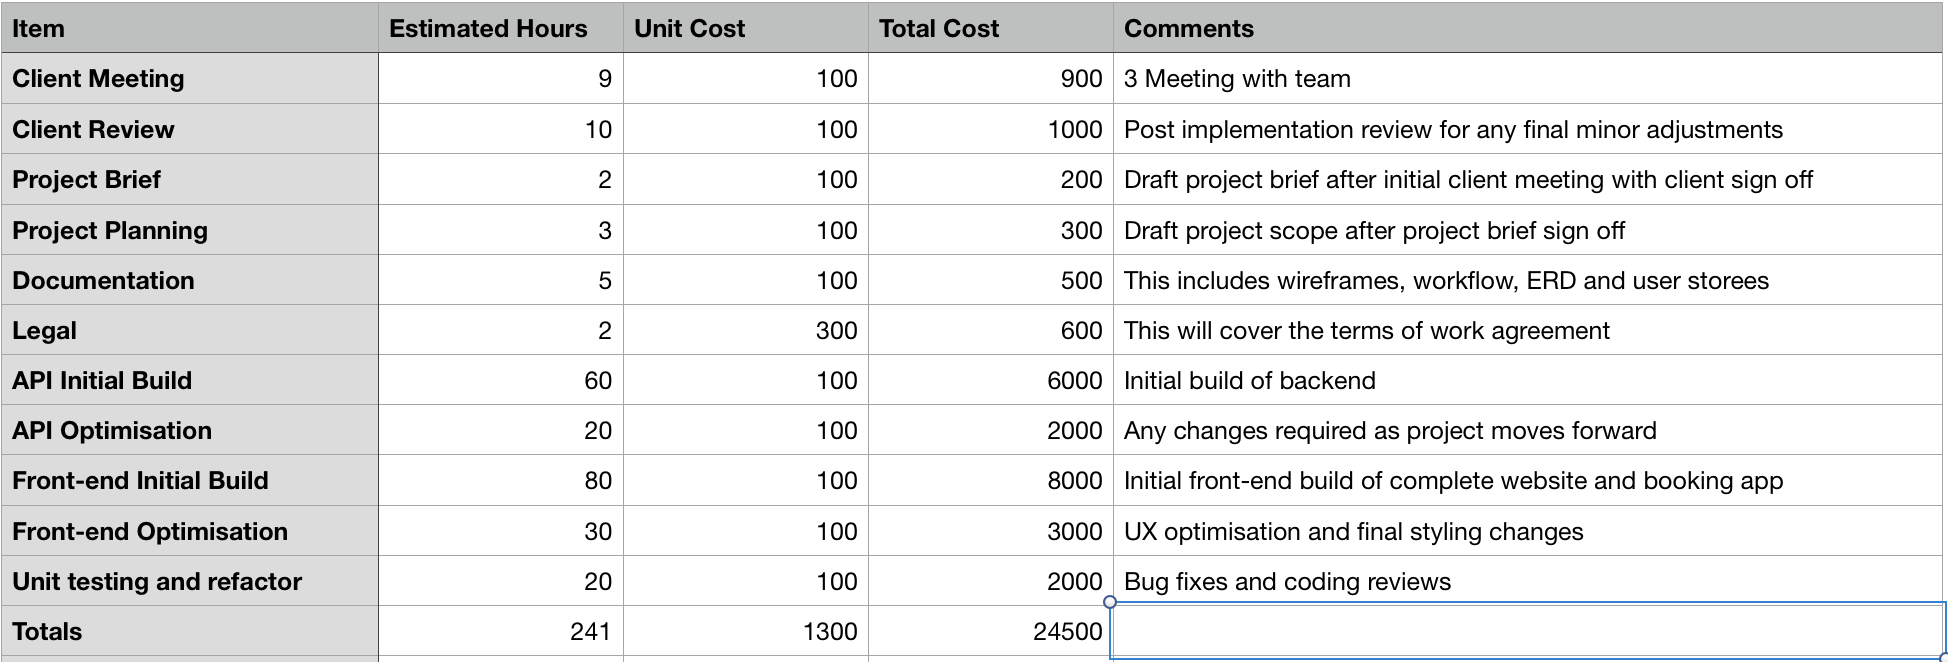 Item Estimated Hours Unit Cost Total Cost Comments
Client Meeting 9 100 900 3 Meeting with team
Client Review 10 100 1000 Post implementation review for any final minor adjustments
Project Brief 2 100 200 Draft project brief after initial client meeting with client sign off
Project Planning 3 100 300 Draft project scope after project brief sign off
Documentation 5 100 500 This includes wireframes, workflow, ERD and user storees
Legal 2 300 600 This will cover the terms of work agreement
API Initial Build 60 100 6000 Initial build of backend
API Optimisation 20 100 2000 Any changes required as project moves forward
Front-end Initial Build 80 100 8000 Initial front-end build of complete website and booking app
Front-end Optimisation 30 100 3000 UX optimisation and final styling changes
Unit testing and refactor 20 100 2000 Bug fixes and coding reviews
Totals 241 1300 24500